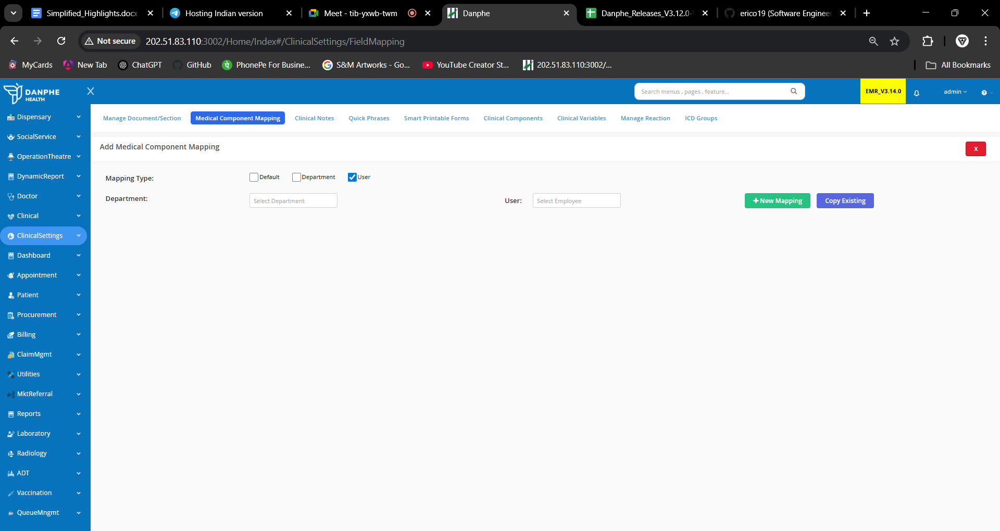 Simplified_Highlights.docx
Hosting Indian version
Meet - tib-yxwb-twm
Danphe
Danphe_Releases_V3.12.0-
erico19 (Software Engineer
Not secure
202.51.83.110:3002/Home/Index#/ClinicalSettings/FieldMapping
MyCards
New Tab
ChatGPT
GitHub
PhonePe For Busine...
S&M Artworks - Go...
YouTube Creator St...
202.51.83.110:3002/...
All Bookmarks
DANPHE
HEALTH
X
Search menus , pages , feature...
EMR_V3.14.0
admin
Dispensary
SocialService
OperationTheatre
DynamicReport
Doctor
Clinical
ClinicalSettings
Dashboard
Appointment
Patient
Procurement
Billing
ClaimMgmt
Utilities
MktReferral
Reports
Laboratory
Radiology
ADT
Vaccination
QueueMngmt
Manage Document/Section
Medical Component Mapping
Clinical Notes
Quick Phrases
Smart Printable Forms
Clinical Components
Clinical Variables
Manage Reaction
ICD Groups
Add Medical Component Mapping
X
Mapping Type:
Default
Department
User
Department:
Select Department
User:
Select Employee
+ New Mapping
Copy Existing